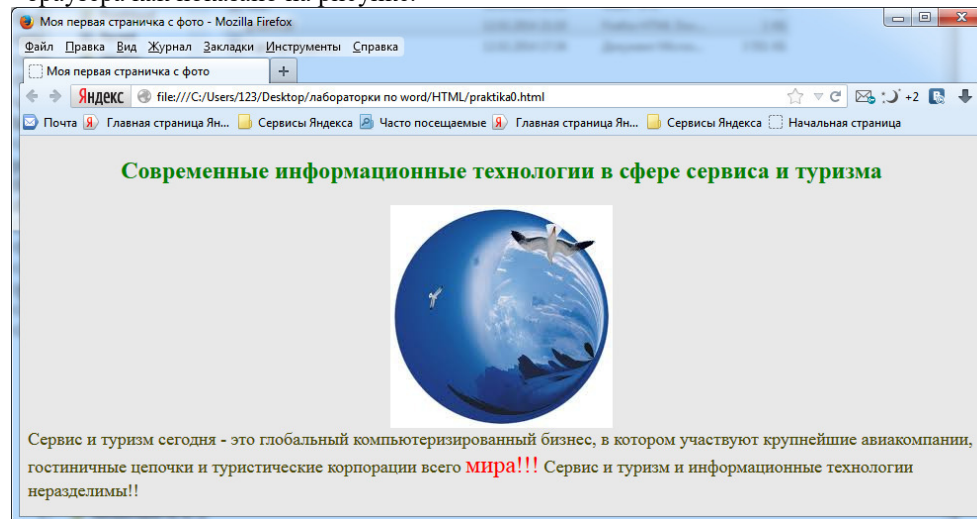 Моя первая страничка с фото - Mozilla Firefox
Файл Правка Вид Журнал Закладки Инструменты Справка
Моя первая страничка с фото +
Яндекс file:///C:/Users/123/Desktop/лабораторки по word/HTML/praktika0.html +2
Почта Я Главная страница Ян... Сервисы Яндекса Часто посещаемые Я Главная страница Ян... Сервисы Яндекса Начальная страница
Современные информационные технологии в сфере сервиса и туризма
Сервис и туризм сегодня - это глобальный компьютеризированный бизнес, в котором участвуют крупнейшие авиакомпании,
гостиничные цепочки и туристические корпорации всего мира!!! Сервис и туризм и информационные технологии
неразделимы!!